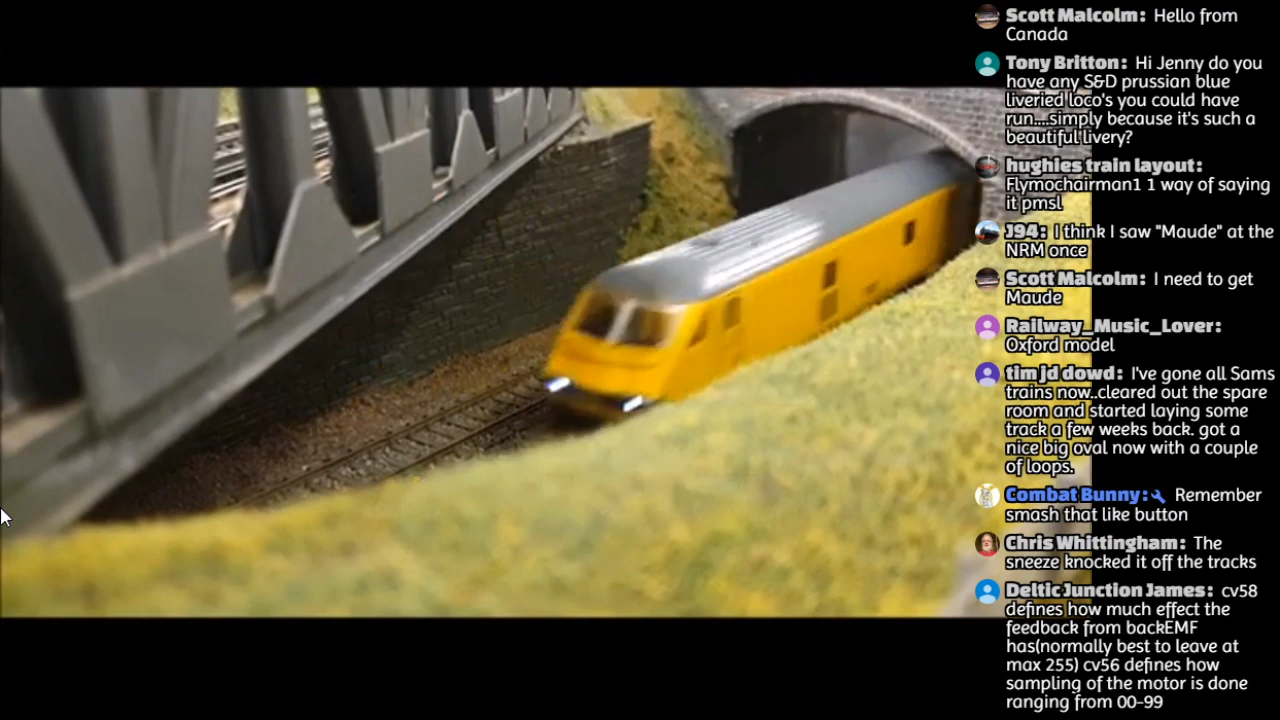 Scott Malcolm: Hello from
Canada
Tony Britton: Hi Jenny do you
have any S&D prussian blue
liveried loco's you could have
run....simply because it's such a
beautiful livery?
hughies train layout:
Flymochairman1 1 way of saying
it pmsl
J94: I think I saw "Maude" at the
NRM once
Scott Malcolm: I need to get
Maude
Railway_Music_Lover:
Oxford model
tim jd dowd: I've gone all Sams
trains now..cleared out the spare
room and started laying some
track a few weeks back. got a
nice big oval now with a couple
of loops.
Combat Bunny: Remember
smash that like button
Chris Whittingham: The
sneeze knocked it off the tracks
Deltic Junction James: cv58
defines how much effect the
feedback from backEMF
has(normally best to leave at
max 255) cv56 defines how
sampling of the motor is done
ranging from 00-99